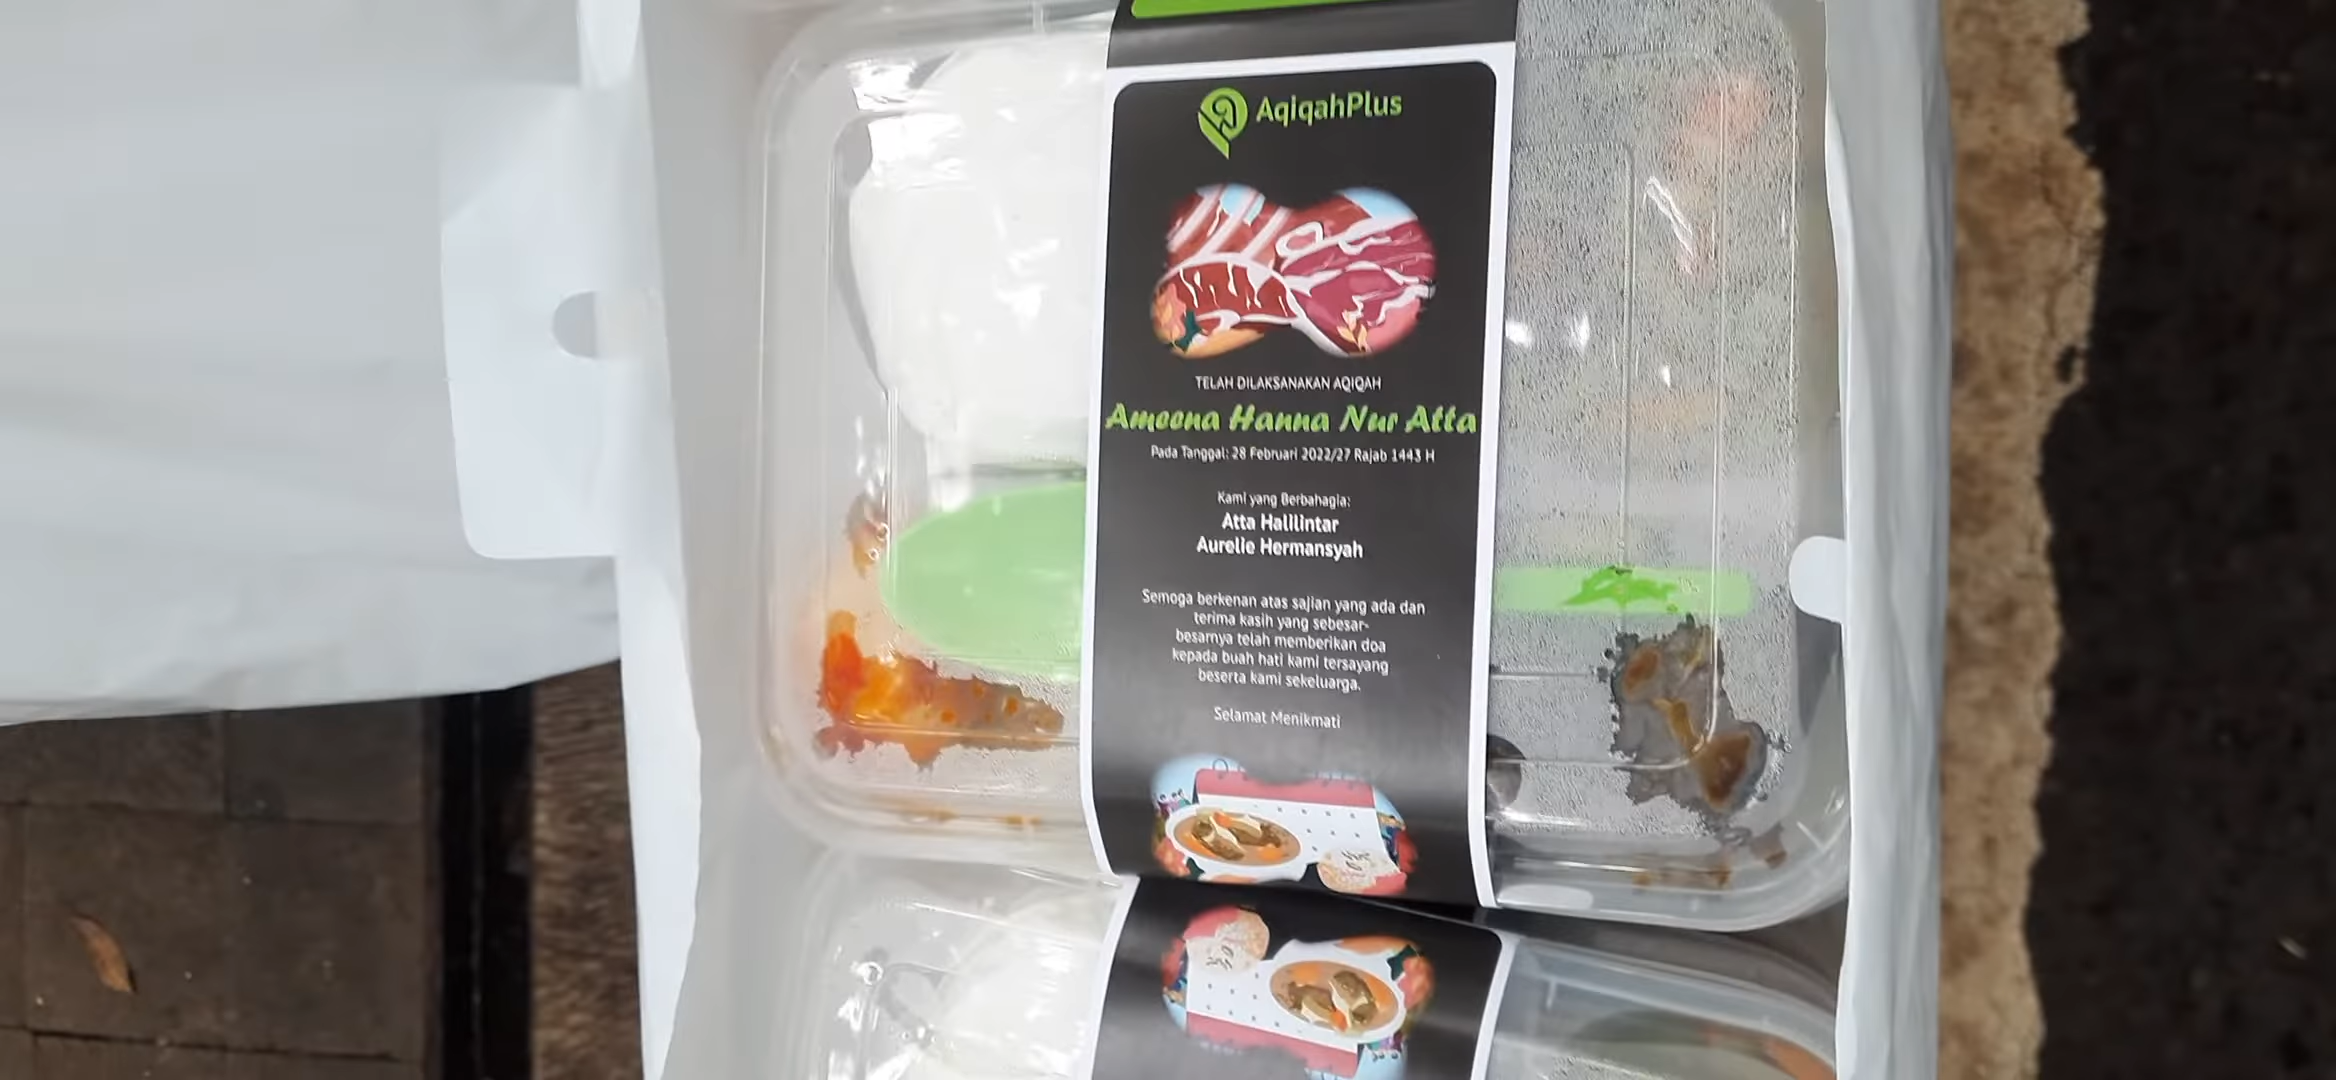 AqiqahPlus
TELAH DILAKSANAKAN AQIQAH
Ameena Hanna Nur Atta
Pada Tanggal: 28 Februari 2022/27 Rajab 1443 H
Kami yang Berbahagia:
Atta Halilintar
Aurelie Hermansyah
Semoga berkenan atas sajian yang ada dan
terima kasih yang sebesar-
besarnya telah memberikan doa
kepada buah hati kami tersayang
beserta kami sekeluarga.
Selamat Menikmati